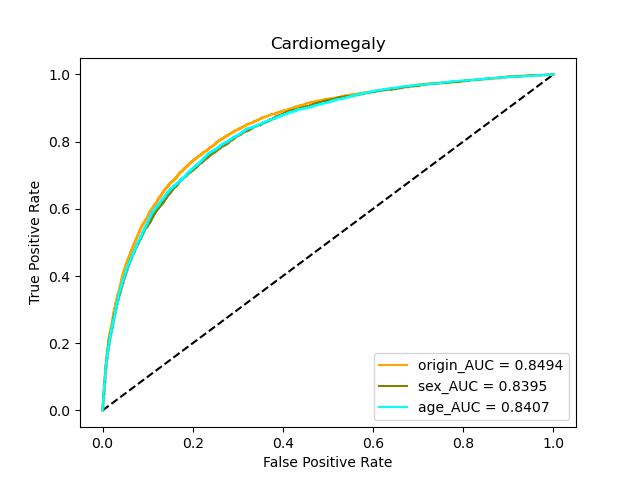 Cardiomegaly
True Positive Rate
1.0
0.8
0.6
0.4
0.2
0.0
0.0 0.2 0.4 0.6 0.8 1.0
False Positive Rate
origin_AUC = 0.8494
sex_AUC = 0.8395
age_AUC = 0.8407